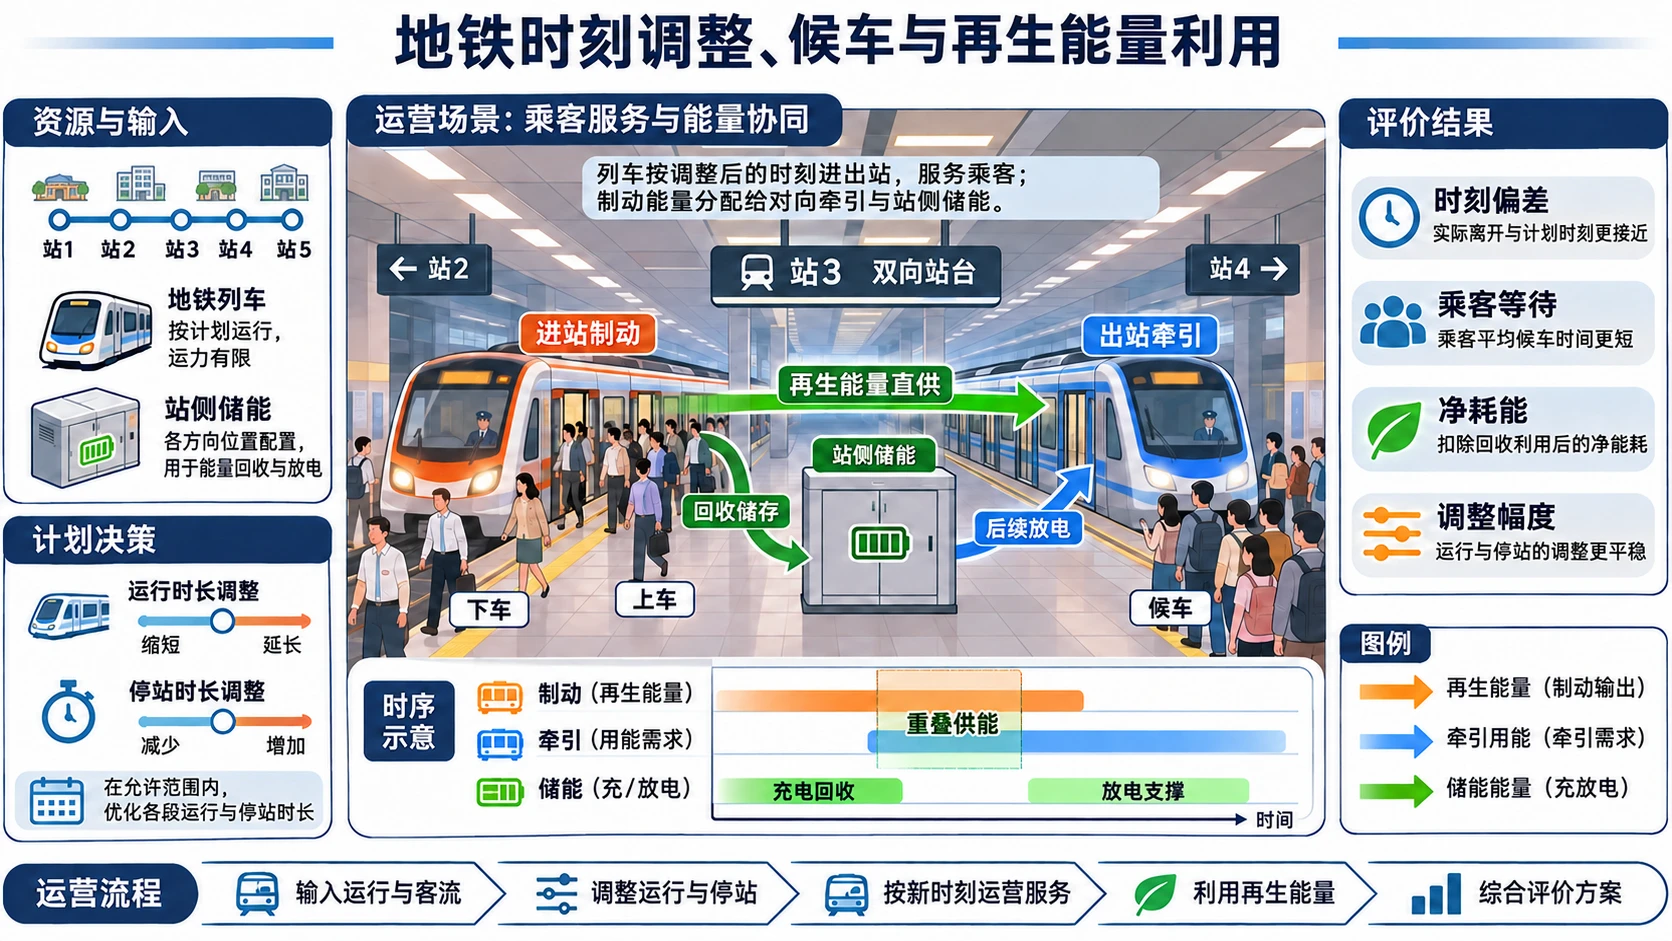 地铁时刻调整、候车与再生能量利用
资源与输入
站1 站2 站3 站4 站5
地铁列车
按计划运行，
运力有限
站侧储能
各方向位置配置，
用于能量回收与放电
计划决策
运行时长调整
缩短 延长
停站时长调整
减少 增加
在允许范围内，
优化各段运行与停站时长
运营场景：乘客服务与能量协同
列车按调整后的时刻进出站，服务乘客；
制动能量分配给对向牵引与站侧储能。
← 站2
站3 双向站台
站4 →
进站制动
出站牵引
再生能量直供
站侧储能
回收储存
后续放电
下车
上车
候车
时序
示意
制动（再生能量）
牵引（用能需求）
储能（充/放电）
重叠供能
充电回收
放电支撑
时间
评价结果
时刻偏差
实际离开与计划时刻更接近
乘客等待
乘客平均候车时间更短
净耗能
扣除回收利用后的净能耗
调整幅度
运行与停站的调整更平稳
图例
再生能量（制动输出）
牵引用能（牵引需求）
储能能量（充放电）
运营流程
输入运行与客流
调整运行与停站
按新时刻运营服务
利用再生能量
综合评价方案